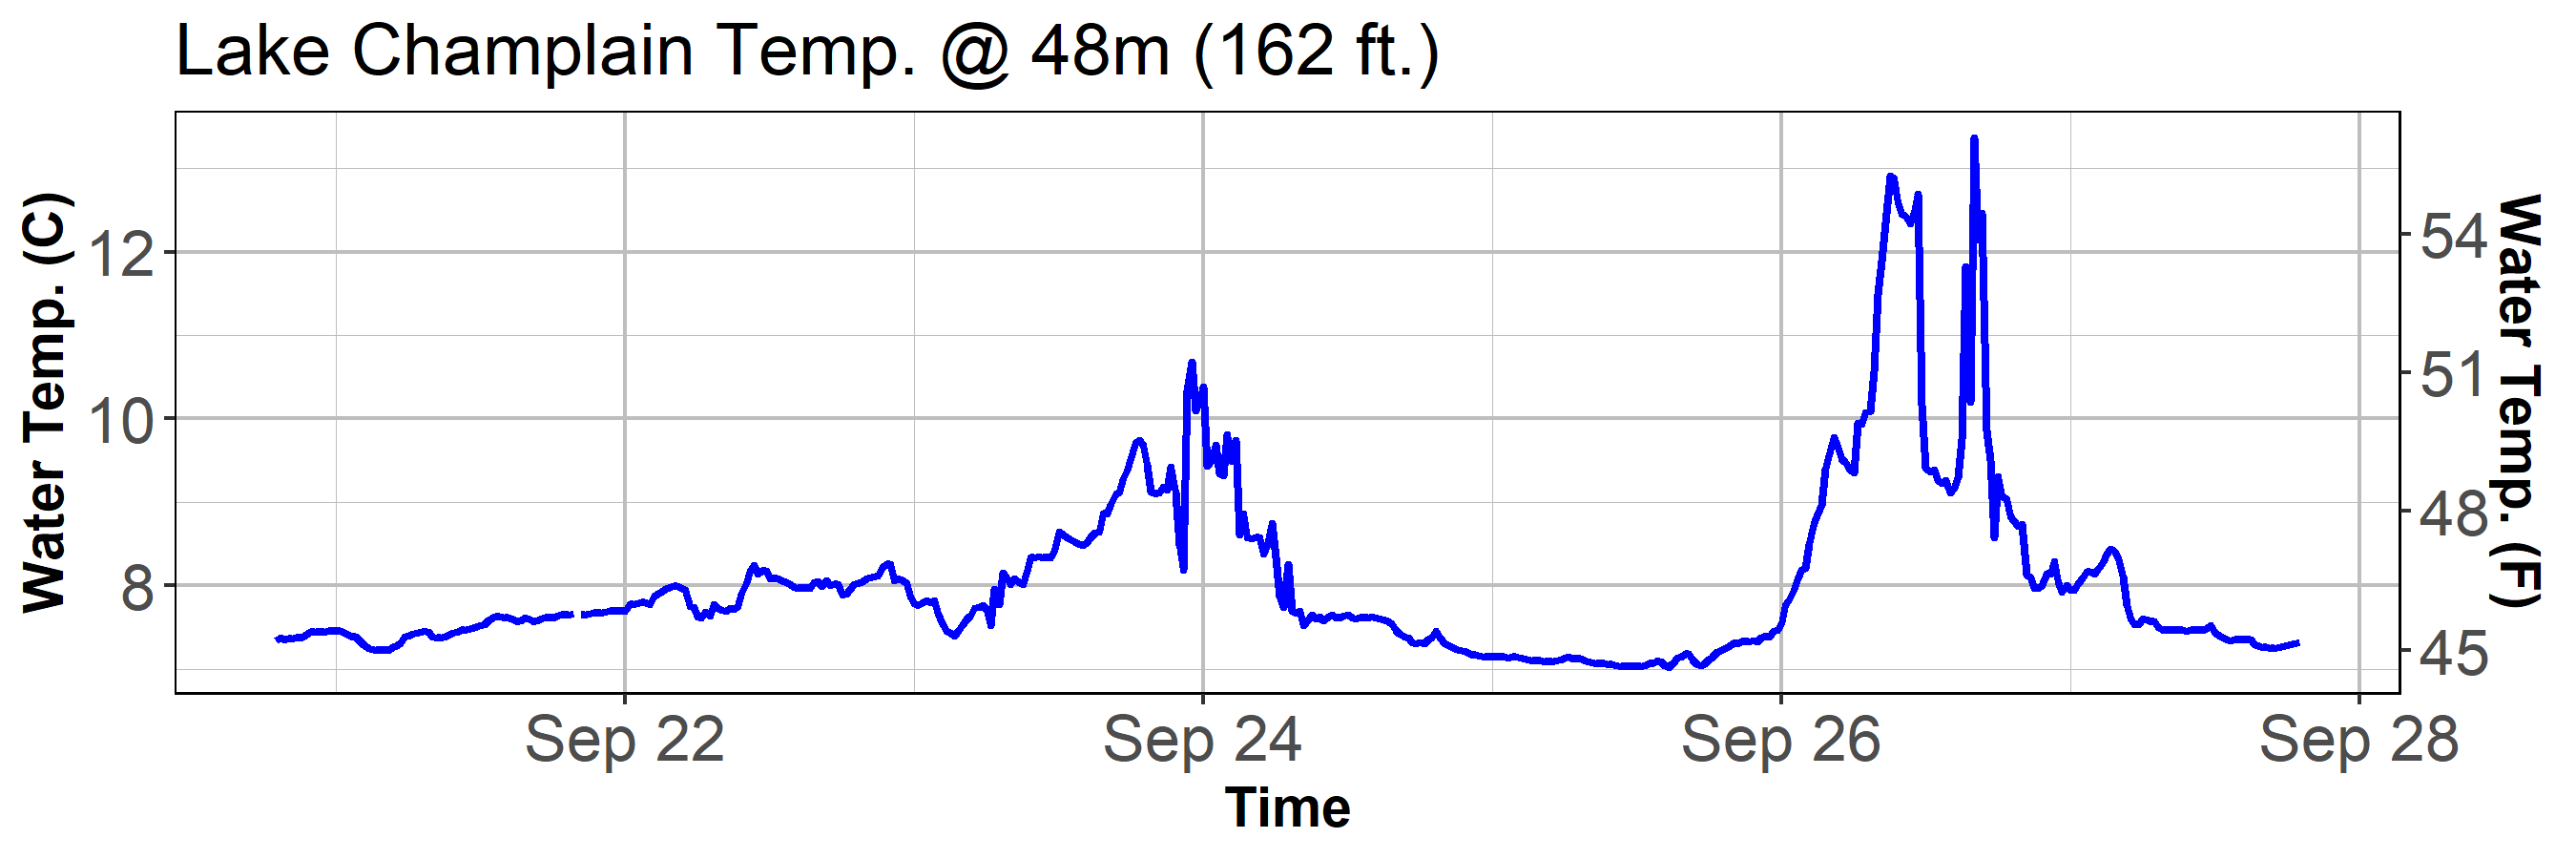 Lake Champlain Temp. @ 48m (162 ft.)
Water Temp. (C)
12
10
8
54
51
48
45
Water Temp. (F)
Sep 22
Sep 24
Sep 26
Sep 28
Time